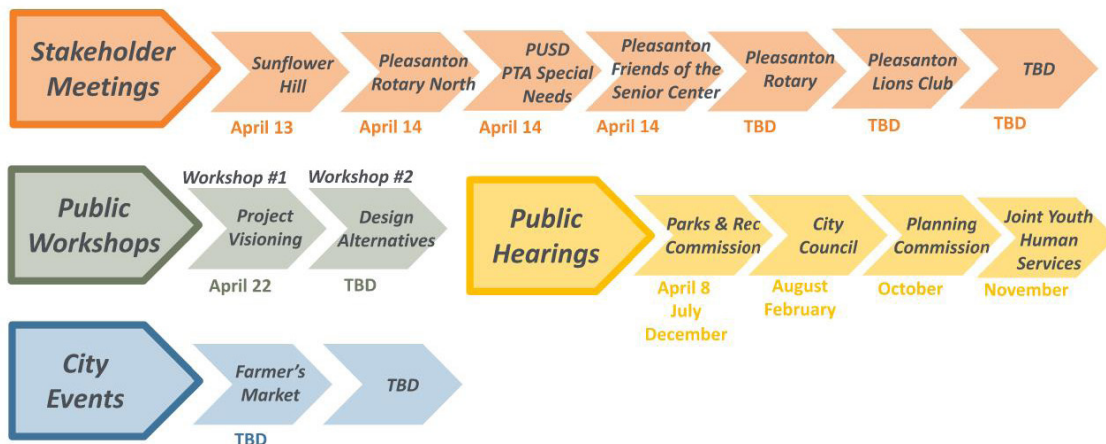 Stakeholder
Meetings
Sunflower
Hill
April 13
Pleasanton
Rotary North
April 14
PUSD
PTA Special
Needs
April 14
Pleasanton
Friends of the
Senior Center
April 14
Pleasanton
Rotary
TBD
Pleasanton
Lions Club
TBD
TBD
TBD
Public
Workshops
Workshop #1
Project
Visioning
April 22
Workshop #2
Design
Alternatives
TBD
Public
Hearings
Parks & Rec
Commission
April 8
July
December
City
Council
August
February
Planning
Commission
October
Joint Youth
Human
Services
November
City
Events
Farmer's
Market
TBD
TBD